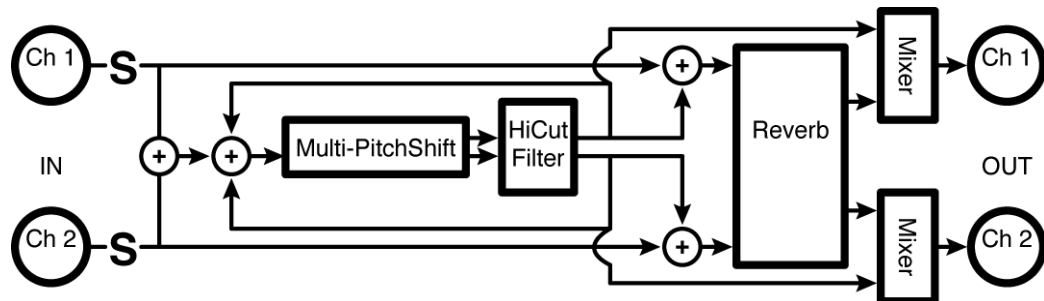 Ch 1
S
+
Mixer
Ch 1
+
+
Multi-PitchShift
HiCut
Filter
Reverb
IN
OUT
Ch 2
S
+
Mixer
Ch 2